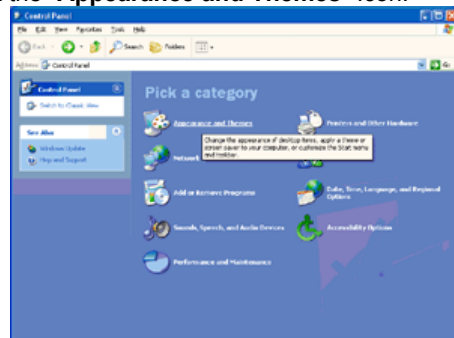 "Appearance and Themes" icon.
Control Panel
File Edit View Favorites Tools Help
Back Search Folders
Address Control Panel Go
Control Panel
Switch to Classic View
See Also
Windows Update
Help and Support
Pick a category
Appearance and Themes
Printers and Other Hardware
Change the appearance of desktop items, apply a theme or
screen saver to your computer, or customize the Start menu
and taskbar.
Network
Add or Remove Programs
Date, Time, Language, and Regional
Options
Sounds, Speech, and Audio Devices
Accessibility Options
Performance and Maintenance